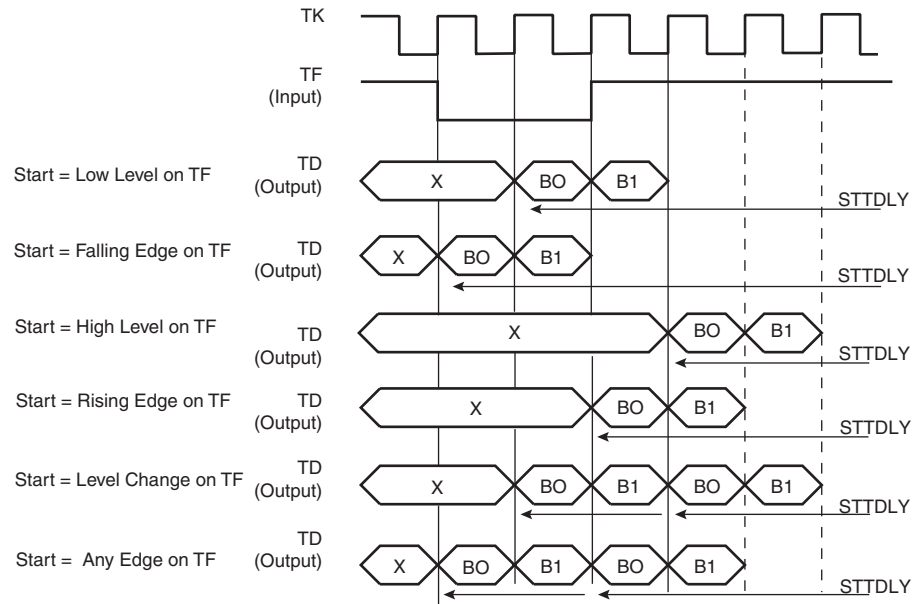 TK
TF
(Input)
Start = Low Level on TF
TD
(Output)
X
BO
B1
STTDLY
Start = Falling Edge on TF
TD
(Output)
X
BO
B1
STTDLY
Start = High Level on TF
TD
(Output)
X
BO
B1
STTDLY
Start = Rising Edge on TF
TD
(Output)
X
BO
B1
STTDLY
Start = Level Change on TF
TD
(Output)
X
BO
B1
BO
B1
STTDLY
Start = Any Edge on TF
TD
(Output)
X
BO
B1
BO
B1
STTDLY